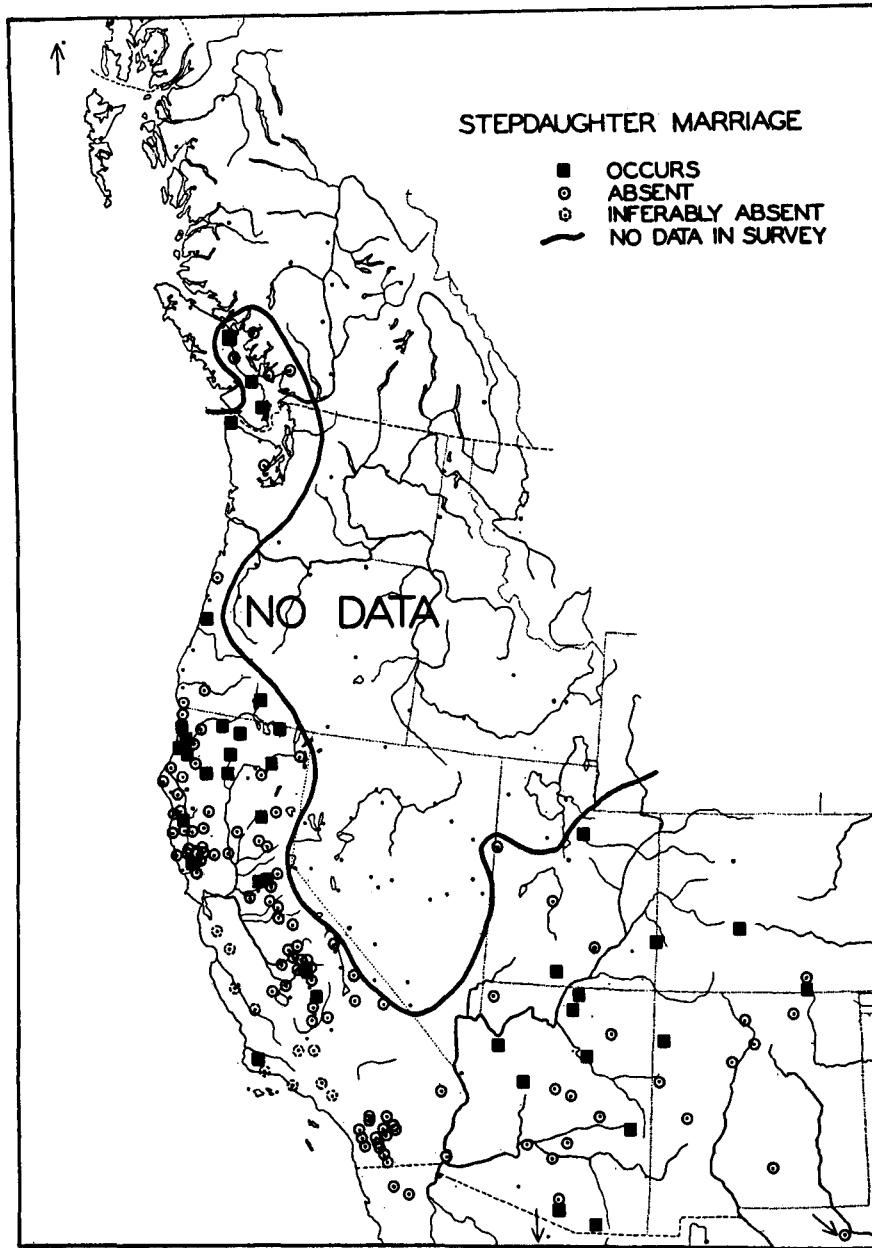 STEPDAUGHTER MARRIAGE
OCCURS
ABSENT
INFERABLY ABSENT
NO DATA IN SURVEY
NO DATA